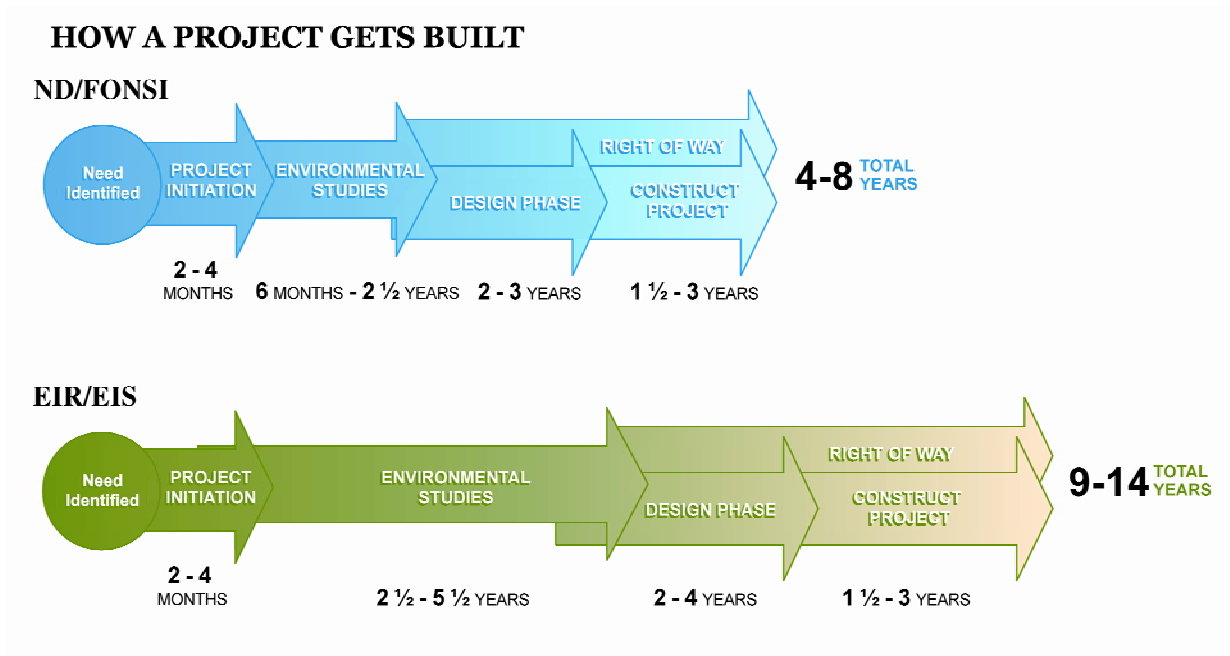 HOW A PROJECT GETS BUILT
ND/FONSI
Need
Identified
PROJECT
INITIATION
ENVIRONMENTAL
STUDIES
DESIGN PHASE
RIGHT OF WAY
CONSTRUCT
PROJECT
4-8 TOTAL
YEARS
2 - 4
MONTHS
6 MONTHS - 2 ½ YEARS
2 - 3 YEARS
1 ½ - 3 YEARS
EIR/EIS
Need
Identified
PROJECT
INITIATION
ENVIRONMENTAL
STUDIES
DESIGN PHASE
RIGHT OF WAY
CONSTRUCT
PROJECT
9-14 TOTAL
YEARS
2 - 4
MONTHS
2 ½ - 5 ½ YEARS
2 - 4 YEARS
1 ½ - 3 YEARS